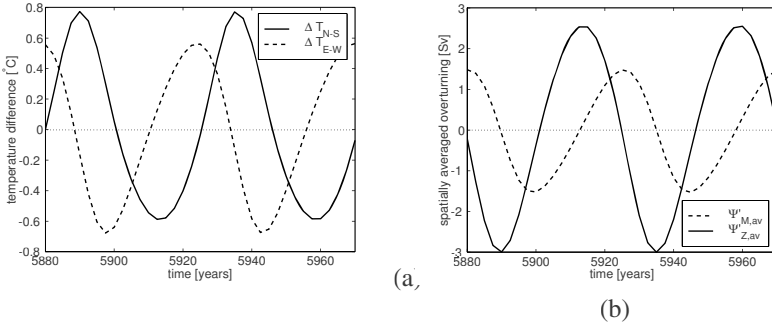 0.8
0.6
0.4
0.2
0
-0.2
-0.4
-0.6
-0.8
temperature difference [°C]
Δ T_N-S
Δ T_E-W
5880
5900
5920
5940
5960
time [years]
(a)
3
2
1
0
-1
-2
-3
spatially averaged overturning [Sv]
Ψ'_M,av
Ψ'_Z,av
5880
5900
5920
5940
5960
time [years]
(b)